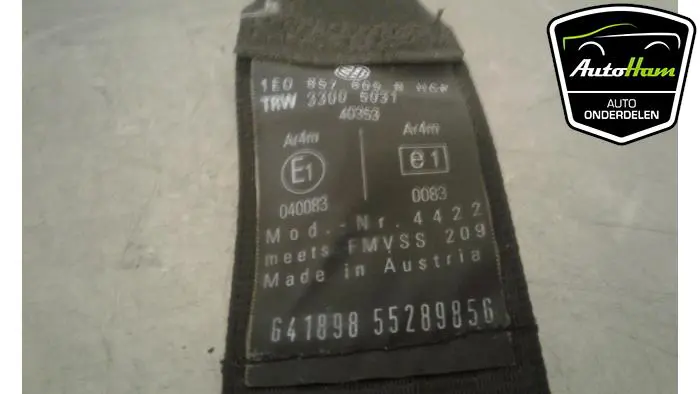 AutoHam
AUTO
ONDERDELEN
1E0 857
TRW 3300 5031
40353
Ar4m Ar4m
E1 e1
040083 0083
Mod.-Nr. 4422
meets FMVSS 209
Made in Austria
641898 55289856